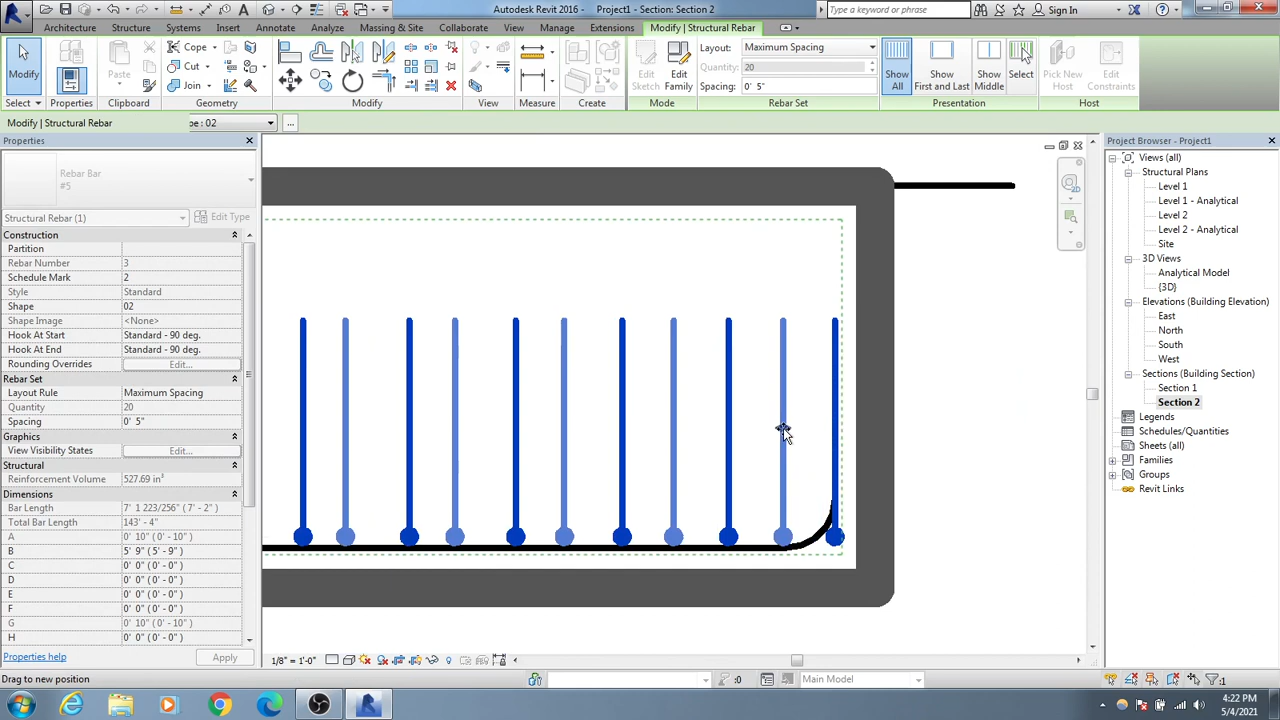 Autodesk Revit 2016 - Project1 - Section: Section 2
Type a keyword or phrase
Sign In
Architecture Structure Systems Insert Annotate Analyze Massing & Site Collaborate View Manage Extensions Modify | Structural Rebar
Modify
Properties
Paste
Cope
Cut
Join
Edit Sketch
Edit Family
Layout: Maximum Spacing
Quantity: 20
Spacing: 0' 5"
Show All
Show First and Last
Show Middle
Select
Pick New Host
Edit Constraints
Select Properties Clipboard Geometry Modify View Measure Create Mode Rebar Set Presentation Host
Modify | Structural Rebar
pe : 02
...
Properties
Rebar Bar
#5
Structural Rebar (1)
Edit Type
Construction
Partition
Rebar Number 3
Schedule Mark 2
Style Standard
Shape 02
Shape Image <None>
Hook At Start Standard - 90 deg.
Hook At End Standard - 90 deg.
Rounding Overrides Edit...
Rebar Set
Layout Rule Maximum Spacing
Quantity 20
Spacing 0' 5"
Graphics
View Visibility States Edit...
Structural
Reinforcement Volume 527.69 in³
Dimensions
Bar Length 7' 1 223/256" ( 7' - 2" )
Total Bar Length 143' - 4"
A 0' 10" ( 0' - 10" )
B 5' 9" ( 5' - 9" )
C 0' 0" ( 0' - 0" )
D 0' 0" ( 0' - 0" )
E 0' 0" ( 0' - 0" )
F 0' 0" ( 0' - 0" )
G 0' 10" ( 0' - 10" )
H 0' 0" ( 0' - 0" )
Properties help
Apply
2D
Project Browser - Project1
Views (all)
Structural Plans
Level 1
Level 1 - Analytical
Level 2
Level 2 - Analytical
Site
3D Views
Analytical Model
{3D}
Elevations (Building Elevation)
East
North
South
West
Sections (Building Section)
Section 1
Section 2
Legends
Schedules/Quantities
Sheets (all)
Families
Groups
Revit Links
1/8" = 1'-0"
Drag to new position
:0
Main Model
:1
4:22 PM
5/4/2021